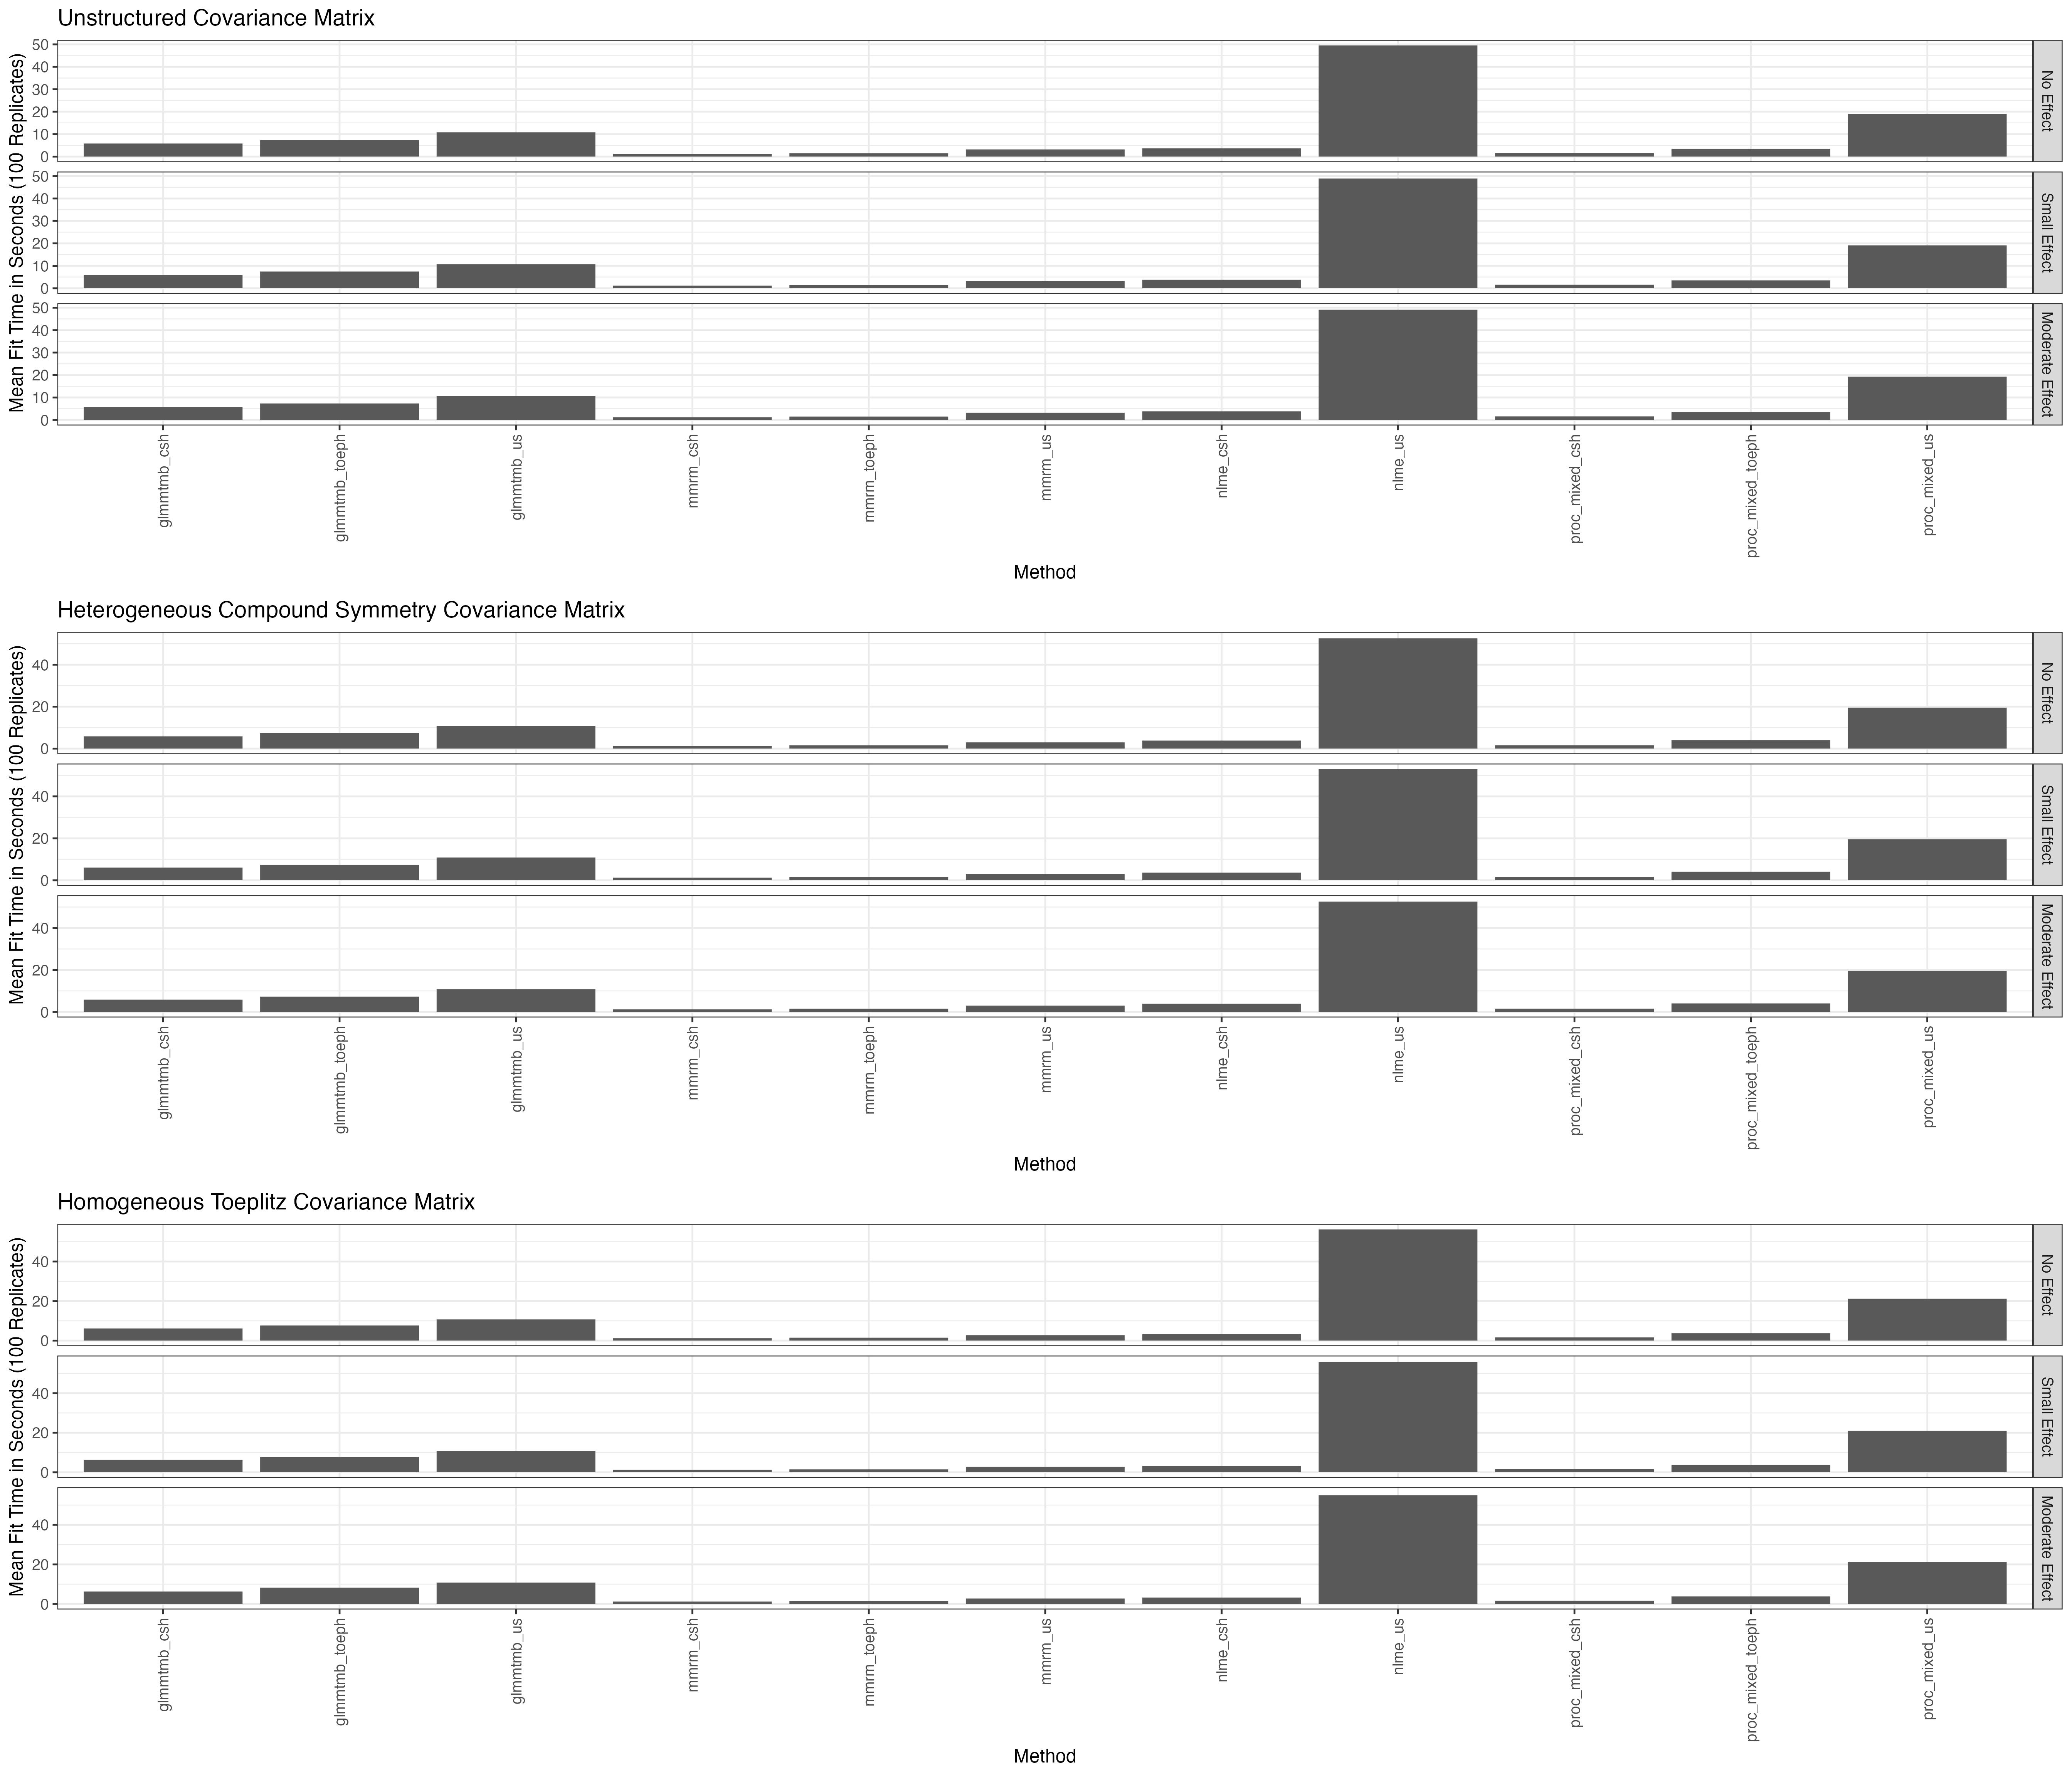 Unstructured Covariance Matrix
Mean Fit Time in Seconds (100 Replicates)
50
40
30
20
10
0
No Effect
50
40
30
20
10
0
Small Effect
50
40
30
20
10
0
Moderate Effect
glmmtmb_csh
glmmtmb_toeph
glmmtmb_us
mmrm_csh
mmrm_toeph
mmrm_us
nlme_csh
nlme_us
proc_mixed_csh
proc_mixed_toeph
proc_mixed_us
Method
Heterogeneous Compound Symmetry Covariance Matrix
Mean Fit Time in Seconds (100 Replicates)
40
20
0
No Effect
40
20
0
Small Effect
40
20
0
Moderate Effect
glmmtmb_csh
glmmtmb_toeph
glmmtmb_us
mmrm_csh
mmrm_toeph
mmrm_us
nlme_csh
nlme_us
proc_mixed_csh
proc_mixed_toeph
proc_mixed_us
Method
Homogeneous Toeplitz Covariance Matrix
Mean Fit Time in Seconds (100 Replicates)
40
20
0
No Effect
40
20
0
Small Effect
40
20
0
Moderate Effect
glmmtmb_csh
glmmtmb_toeph
glmmtmb_us
mmrm_csh
mmrm_toeph
mmrm_us
nlme_csh
nlme_us
proc_mixed_csh
proc_mixed_toeph
proc_mixed_us
Method